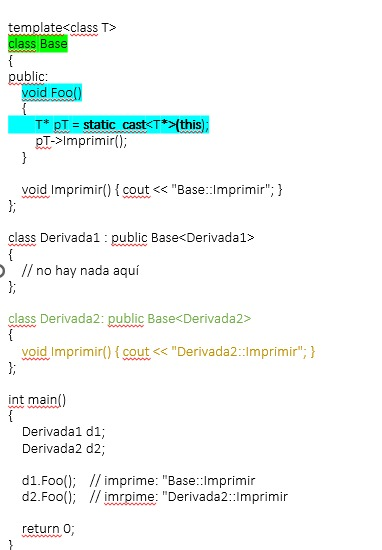 template<class T>
class Base
{
public:
void Foo()
{
T* pT = static_cast<T*>(this);
pT->Imprimir();
}
void Imprimir() { cout << "Base::Imprimir"; }
};
class Derivada1 : public Base<Derivada1>
{
// no hay nada aquí
};
class Derivada2: public Base<Derivada2>
{
void Imprimir() { cout << "Derivada2::Imprimir"; }
};
int main()
{
Derivada1 d1;
Derivada2 d2;
d1.Foo(); // imprime: "Base::Imprimir
d2.Foo(); // imrpime: "Derivada2::Imprimir
return 0;
}